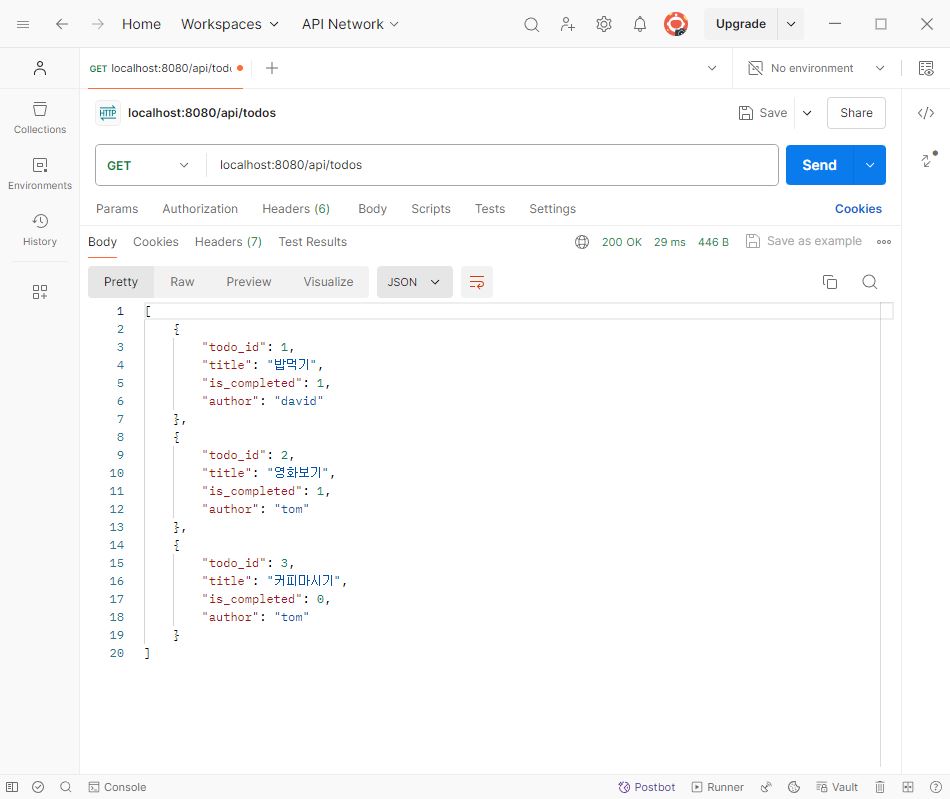 Home Workspaces API Network Upgrade
GET localhost:8080/api/tod No environment
HTTP localhost:8080/api/todos Save Share
Collections
GET localhost:8080/api/todos Send
Environments
Params Authorization Headers (6) Body Scripts Tests Settings Cookies
History
Body Cookies Headers (7) Test Results 200 OK 29 ms 446 B Save as example
Pretty Raw Preview Visualize JSON
1 [
2 {
3 "todo_id": 1,
4 "title": "밥먹기",
5 "is_completed": 1,
6 "author": "david"
7 },
8 {
9 "todo_id": 2,
10 "title": "영화보기",
11 "is_completed": 1,
12 "author": "tom"
13 },
14 {
15 "todo_id": 3,
16 "title": "커피마시기",
17 "is_completed": 0,
18 "author": "tom"
19 }
20 ]
Console Postbot Runner Vault